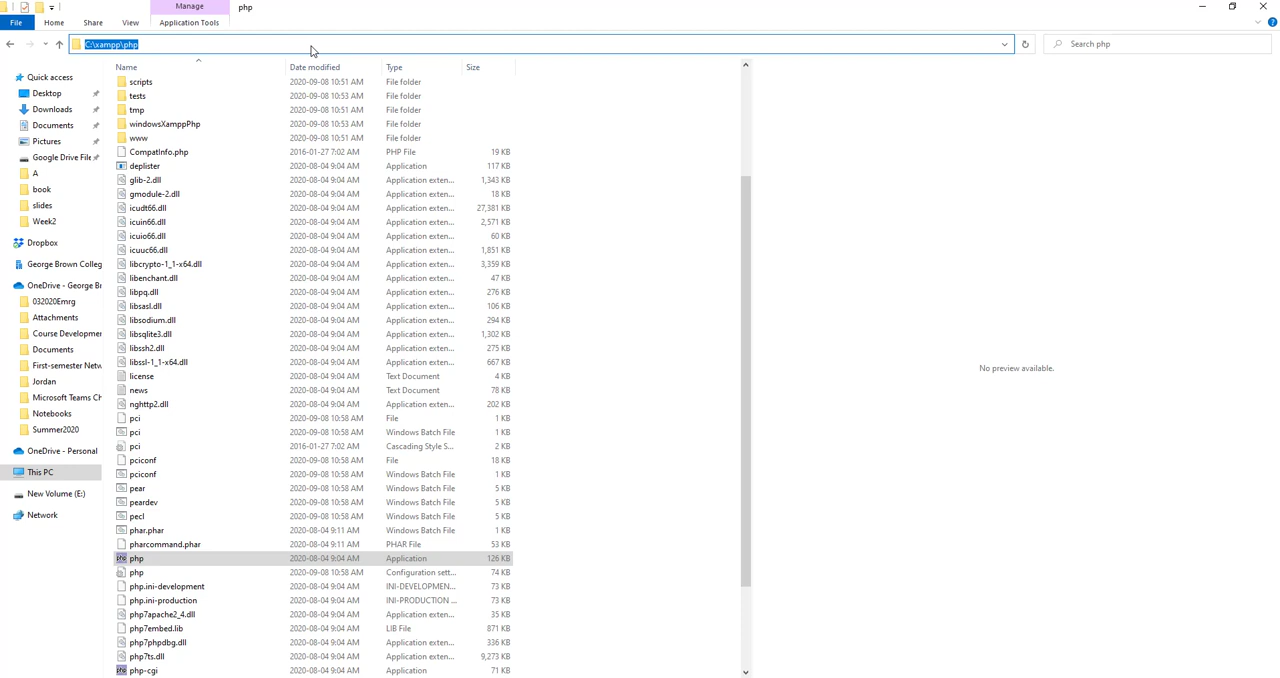 Manage
php
File
Home
Share
View
Application Tools
C:\xampp\php
Search php
Name
Date modified
Type
Size
Quick access
Desktop
Downloads
Documents
Pictures
Google Drive File
A
book
slides
Week2
Dropbox
George Brown Colleg
OneDrive - George Br
032020Emrg
Attachments
Course Developmer
Documents
First-semester Netw
Jordan
Microsoft Teams Ch
Notebooks
Summer2020
OneDrive - Personal
This PC
New Volume (E:)
Network
scripts 2020-09-08 10:51 AM File folder
tests 2020-09-08 10:53 AM File folder
tmp 2020-09-08 10:51 AM File folder
windowsXamppPhp 2020-09-08 10:53 AM File folder
www 2020-09-08 10:51 AM File folder
CompatInfo.php 2016-01-27 7:02 AM PHP File 19 KB
deplister 2020-08-04 9:04 AM Application 117 KB
glib-2.dll 2020-08-04 9:04 AM Application exten... 1,343 KB
gmodule-2.dll 2020-08-04 9:04 AM Application exten... 18 KB
icudt66.dll 2020-08-04 9:04 AM Application exten... 27,381 KB
icuin66.dll 2020-08-04 9:04 AM Application exten... 2,571 KB
icuio66.dll 2020-08-04 9:04 AM Application exten... 60 KB
icuuc66.dll 2020-08-04 9:04 AM Application exten... 1,851 KB
libcrypto-1_1-x64.dll 2020-08-04 9:04 AM Application exten... 3,359 KB
libenchant.dll 2020-08-04 9:04 AM Application exten... 47 KB
libpq.dll 2020-08-04 9:04 AM Application exten... 276 KB
libsasl.dll 2020-08-04 9:04 AM Application exten... 106 KB
libsodium.dll 2020-08-04 9:04 AM Application exten... 294 KB
libsqlite3.dll 2020-08-04 9:04 AM Application exten... 1,302 KB
libssh2.dll 2020-08-04 9:04 AM Application exten... 275 KB
libssl-1_1-x64.dll 2020-08-04 9:04 AM Application exten... 667 KB
license 2020-08-04 9:04 AM Text Document 4 KB
news 2020-08-04 9:04 AM Text Document 78 KB
nghttp2.dll 2020-08-04 9:04 AM Application exten... 202 KB
pci 2020-09-08 10:58 AM File 1 KB
pci 2020-09-08 10:58 AM Windows Batch File 1 KB
pci 2016-01-27 7:02 AM Cascading Style S... 2 KB
pciconf 2020-09-08 10:58 AM File 18 KB
pciconf 2020-09-08 10:58 AM Windows Batch File 1 KB
pear 2020-09-08 10:58 AM Windows Batch File 5 KB
peardev 2020-09-08 10:58 AM Windows Batch File 5 KB
pecl 2020-09-08 10:58 AM Windows Batch File 5 KB
phar.phar 2020-08-04 9:11 AM Windows Batch File 1 KB
pharcommand.phar 2020-08-04 9:11 AM PHAR File 53 KB
php 2020-08-04 9:04 AM Application 126 KB
php 2020-09-08 10:58 AM Configuration sett... 74 KB
php.ini-development 2020-08-04 9:04 AM INI-DEVELOPMEN... 73 KB
php.ini-production 2020-08-04 9:04 AM INI-PRODUCTION ... 73 KB
php7apache2_4.dll 2020-08-04 9:04 AM Application exten... 35 KB
php7embed.lib 2020-08-04 9:04 AM LIB File 871 KB
php7phpdbg.dll 2020-08-04 9:04 AM Application exten... 336 KB
php7ts.dll 2020-08-04 9:04 AM Application exten... 9,273 KB
php-cgi 2020-08-04 9:04 AM Application 71 KB
No preview available.